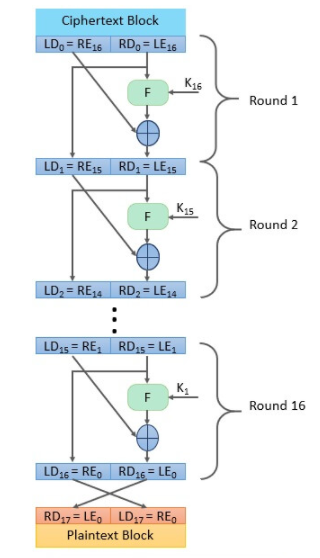 Ciphertext Block
LD₀ = RE₁₆ RD₀ = LE₁₆
F
K₁₆
Round 1
LD₁ = RE₁₅ RD₁ = LE₁₅
F
K₁₅
Round 2
LD₂ = RE₁₄ RD₂ = LE₁₄
LD₁₅ = RE₁ RD₁₅ = LE₁
F
K₁
Round 16
LD₁₆ = RE₀ RD₁₆ = LE₀
RD₁₇ = LE₀ LD₁₇ = RE₀
Plaintext Block